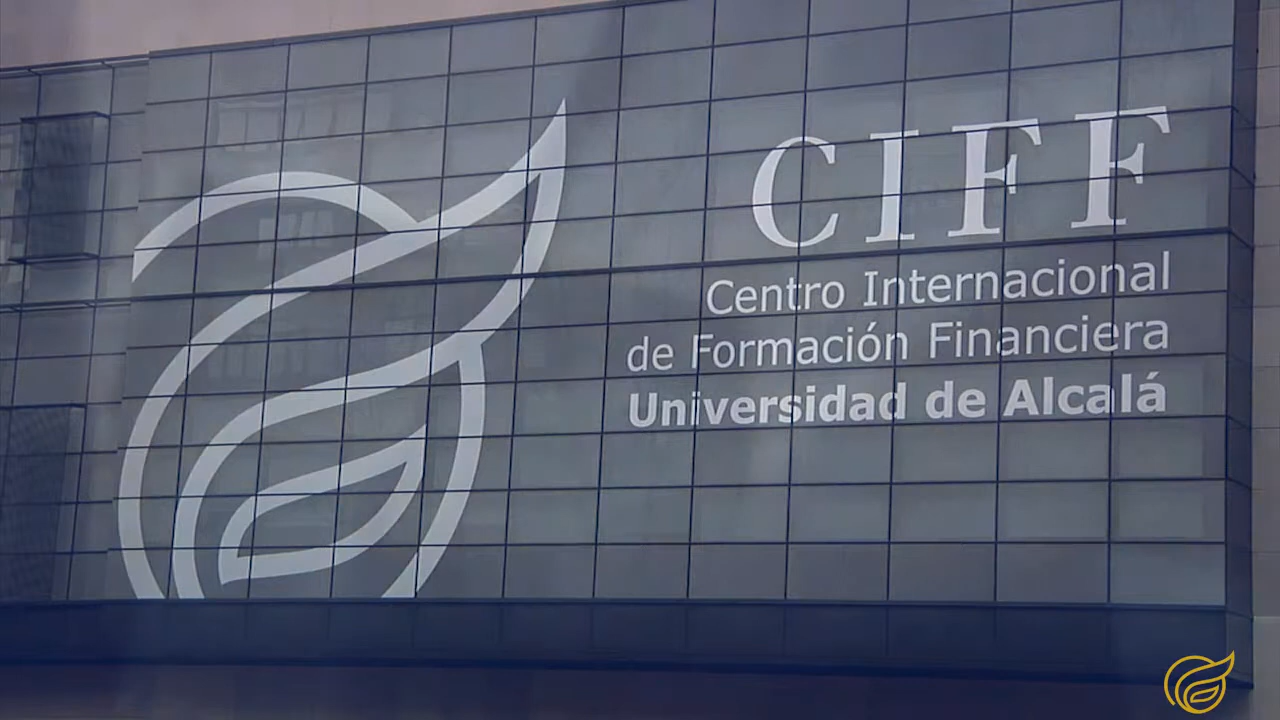 CIFF
Centro Internacional
de Formación Financiera
Universidad de Alcalá